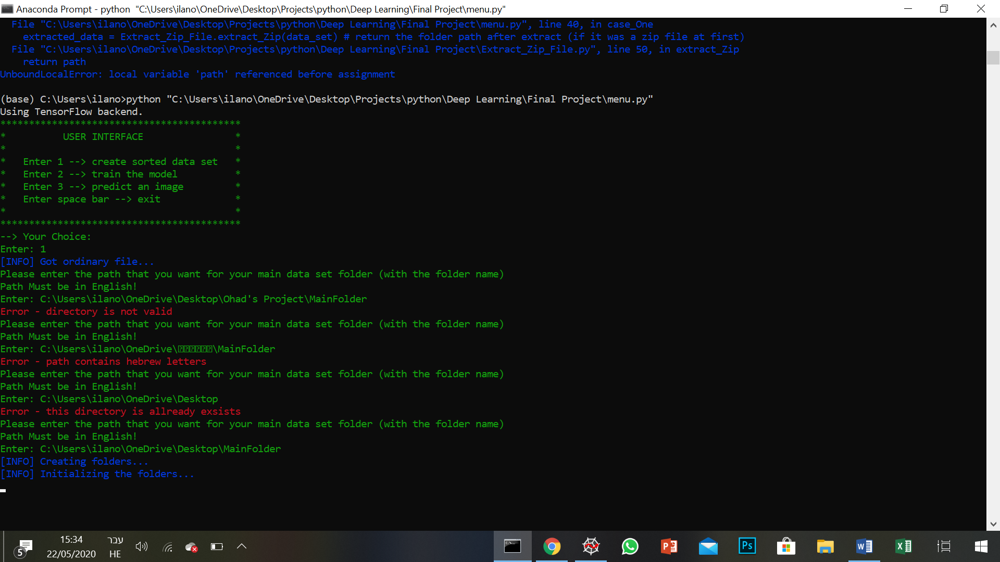 Anaconda Prompt - python  "C:\Users\ilano\OneDrive\Desktop\Projects\python\Deep Learning\Final Project\menu.py"
  File "C:\Users\ilano\OneDrive\Desktop\Projects\python\Deep Learning\Final Project\menu.py", line 40, in case_One
    extracted_data = Extract_Zip_File.extract_Zip(data_set) # return the folder path after extract (if it was a zip file at first)
  File "C:\Users\ilano\OneDrive\Desktop\Projects\python\Deep Learning\Final Project\Extract_Zip_File.py", line 50, in extract_Zip
    return path
UnboundLocalError: local variable 'path' referenced before assignment
(base) C:\Users\ilano>python "C:\Users\ilano\OneDrive\Desktop\Projects\python\Deep Learning\Final Project\menu.py"
Using TensorFlow backend.
******************************************
*          USER INTERFACE                *
*                                        *
*   Enter 1 --> create sorted data set   *
*   Enter 2 --> train the model          *
*   Enter 3 --> predict an image         *
*   Enter space bar --> exit             *
*                                        *
******************************************
--> Your Choice:
Enter: 1
[INFO] Got ordinary file...
Please enter the path that you want for your main data set folder (with the folder name)
Path Must be in English!
Enter: C:\Users\ilano\OneDrive\Desktop\Ohad's Project\MainFolder
Error - directory is not valid
Please enter the path that you want for your main data set folder (with the folder name)
Path Must be in English!
Enter: C:\Users\ilano\OneDrive\\MainFolder
Error - path contains hebrew letters
Please enter the path that you want for your main data set folder (with the folder name)
Path Must be in English!
Enter: C:\Users\ilano\OneDrive\Desktop
Error - this directory is allready exsists
Please enter the path that you want for your main data set folder (with the folder name)
Path Must be in English!
Enter: C:\Users\ilano\OneDrive\Desktop\MainFolder
[INFO] Creating folders...
[INFO] Initializing the folders...
5
15:34
22/05/2020
עבר
HE
C:\
P
Ps
W
X